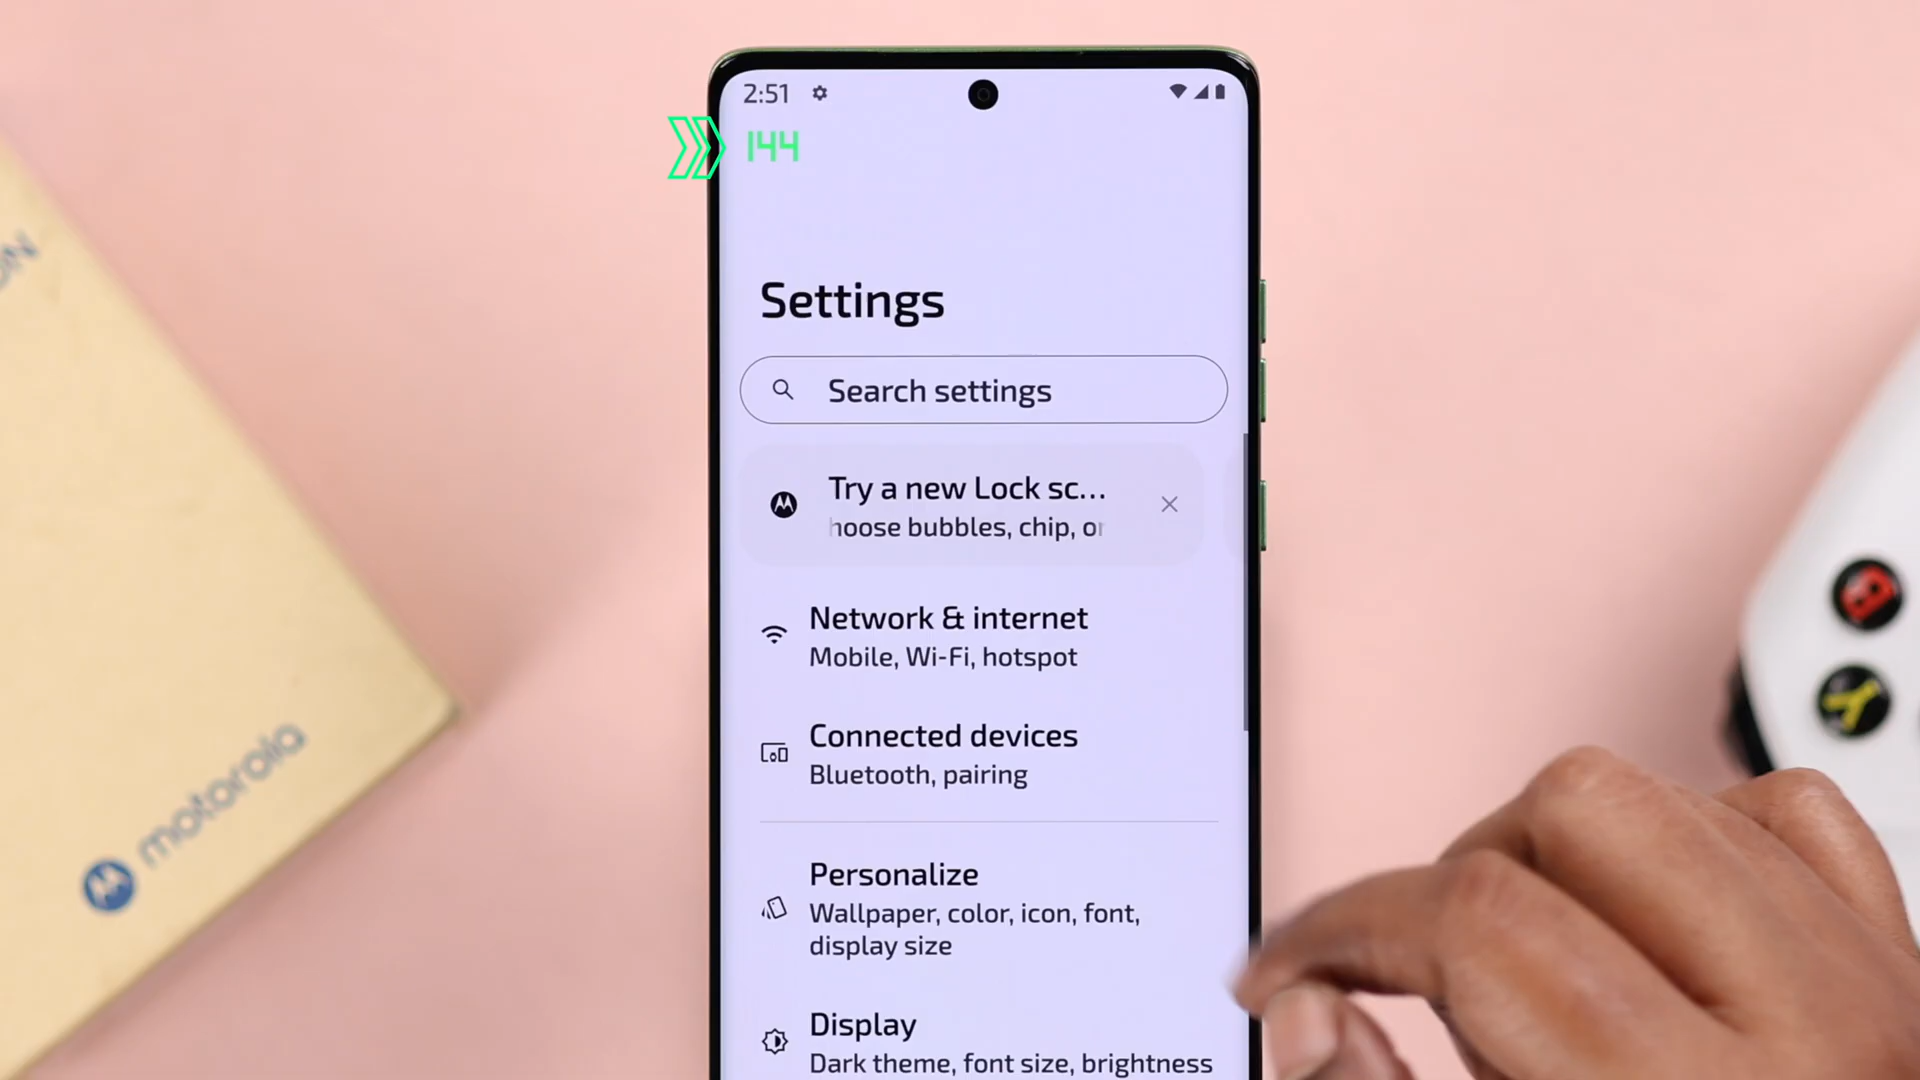 2:51
144
Settings
Search settings
Try a new Lock sc...
hoose bubbles, chip, or
Network & internet
Mobile, Wi-Fi, hotspot
Connected devices
Bluetooth, pairing
Personalize
Wallpaper, color, icon, font,
display size
Display
Dark theme, font size, brightness
motorola
B
Y